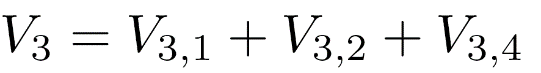 V_3 = V_{3,1} + V_{3,2} + V_{3,4}